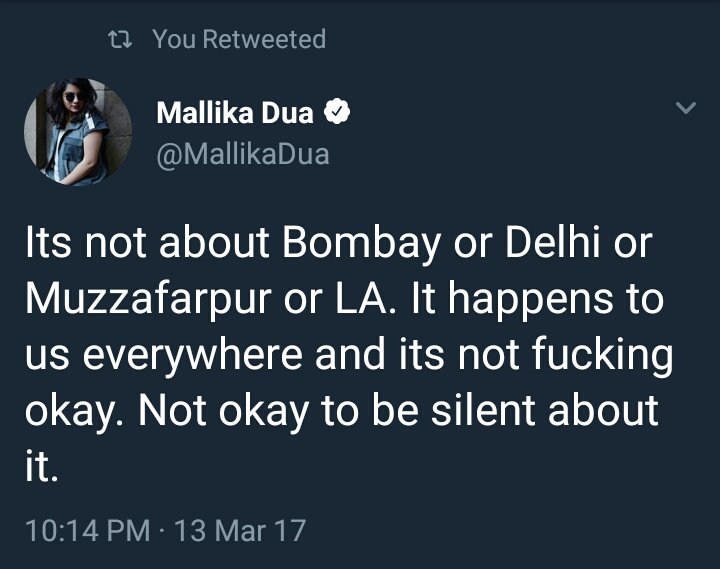 You Retweeted
Mallika Dua
@MallikaDua
Its not about Bombay or Delhi or
Muzzafarpur or LA. It happens to
us everywhere and its not fucking
okay. Not okay to be silent about
it.
10:14 PM · 13 Mar 17